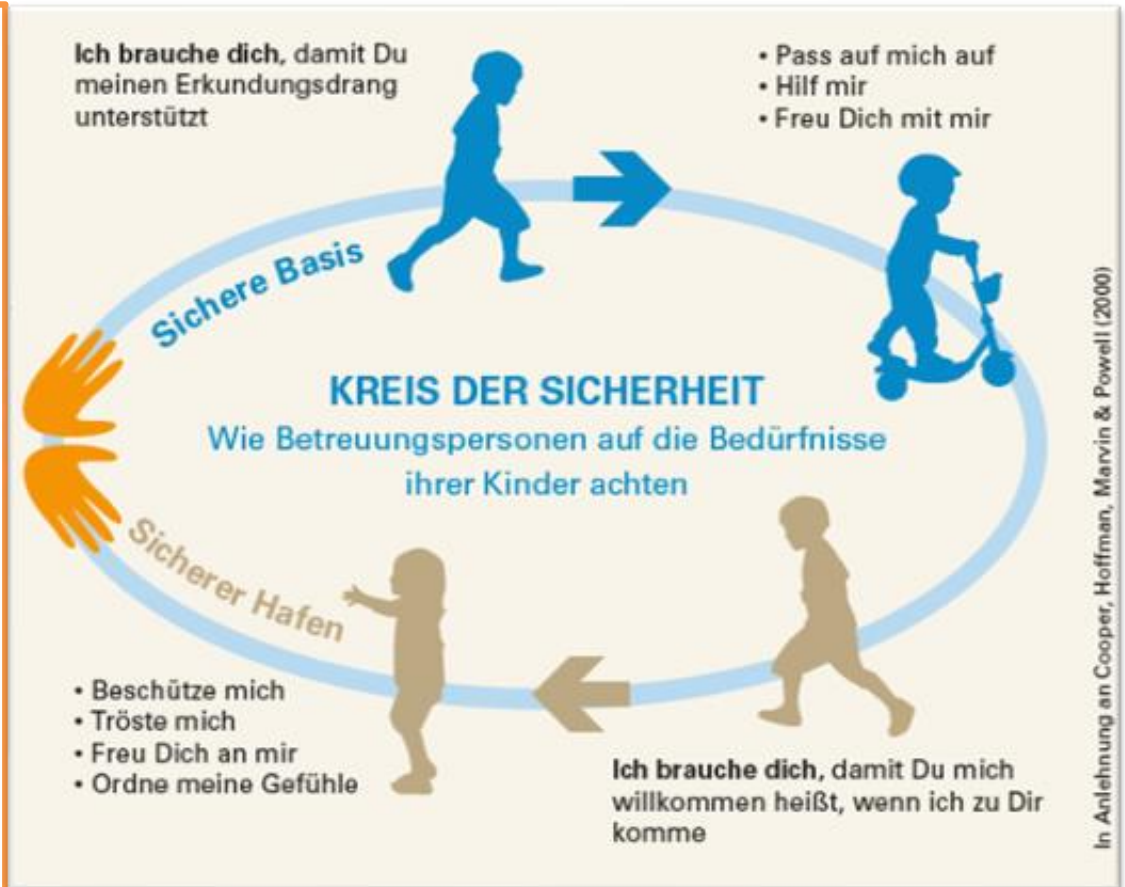 Ich brauche dich, damit Du
meinen Erkundungsdrang
unterstützt
• Pass auf mich auf
• Hilf mir
• Freu Dich mit mir
Sichere Basis
KREIS DER SICHERHEIT
Wie Betreuungspersonen auf die Bedürfnisse
ihrer Kinder achten
Sicherer Hafen
• Beschütze mich
• Tröste mich
• Freu Dich an mir
• Ordne meine Gefühle
Ich brauche dich, damit Du mich
willkommen heißt, wenn ich zu Dir
komme
In Anlehnung an Cooper, Hoffman, Marvin & Powell (2000)